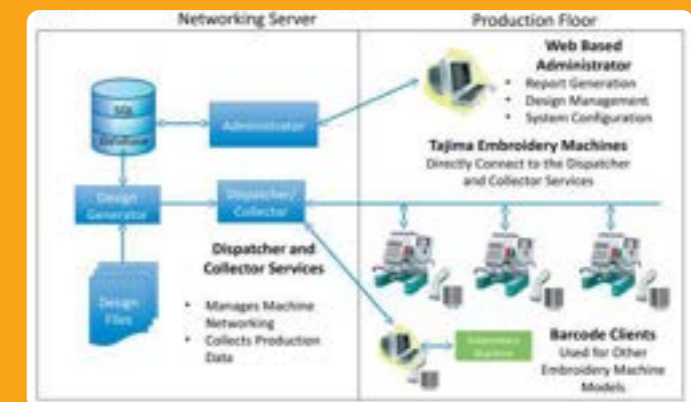 Networking Server
Production Floor
Web Based
Administrator
• Report Generation
• Design Management
• System Configuration
SQL
Database
Administrator
Tajima Embroidery Machines
Directly Connect to the Dispatcher
and Collector Services
Design
Generator
Dispatcher/
Collector
Dispatcher and
Collector Services
• Manages Machine
Networking
• Collects Production
Data
Design
Files
Embroidery
Machine
Barcode Clients
Used for Other
Embroidery Machine
Models